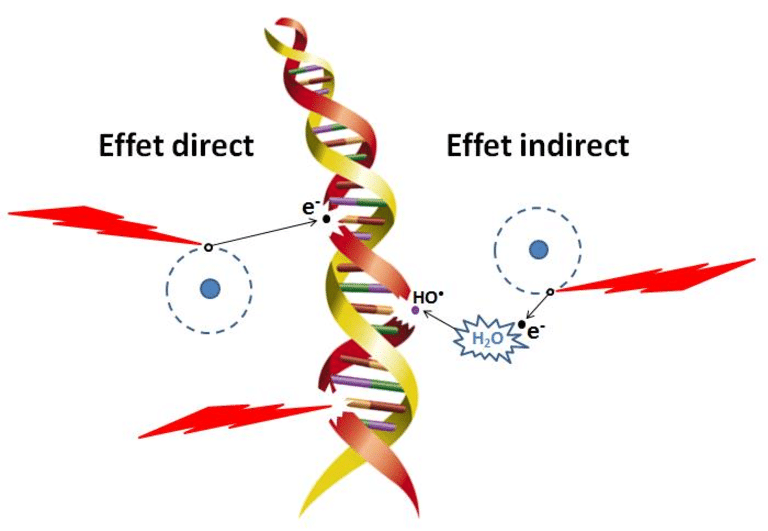 Effet direct
Effet indirect
e⁻
HO•
H₂O
e⁻